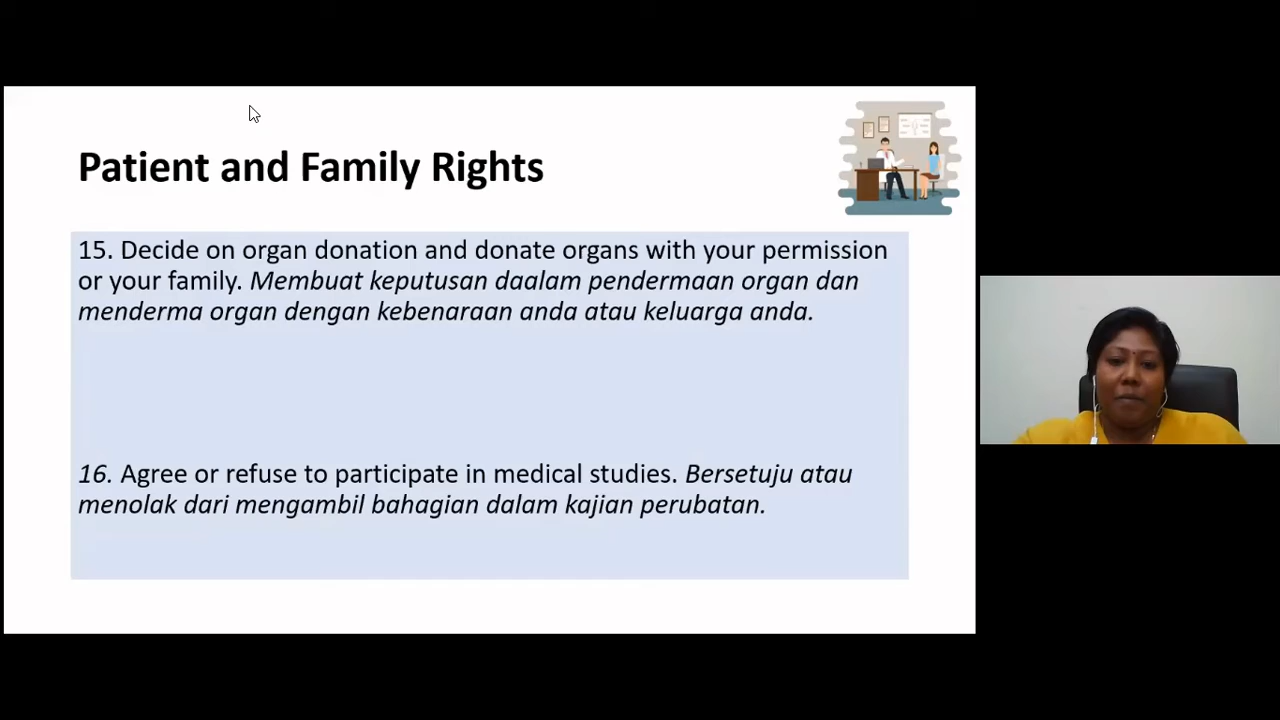 Patient and Family Rights
15. Decide on organ donation and donate organs with your permission
or your family. Membuat keputusan daalam pendermaan organ dan
menderma organ dengan kebenaraan anda atau keluarga anda.
16. Agree or refuse to participate in medical studies. Bersetuju atau
menolak dari mengambil bahagian dalam kajian perubatan.